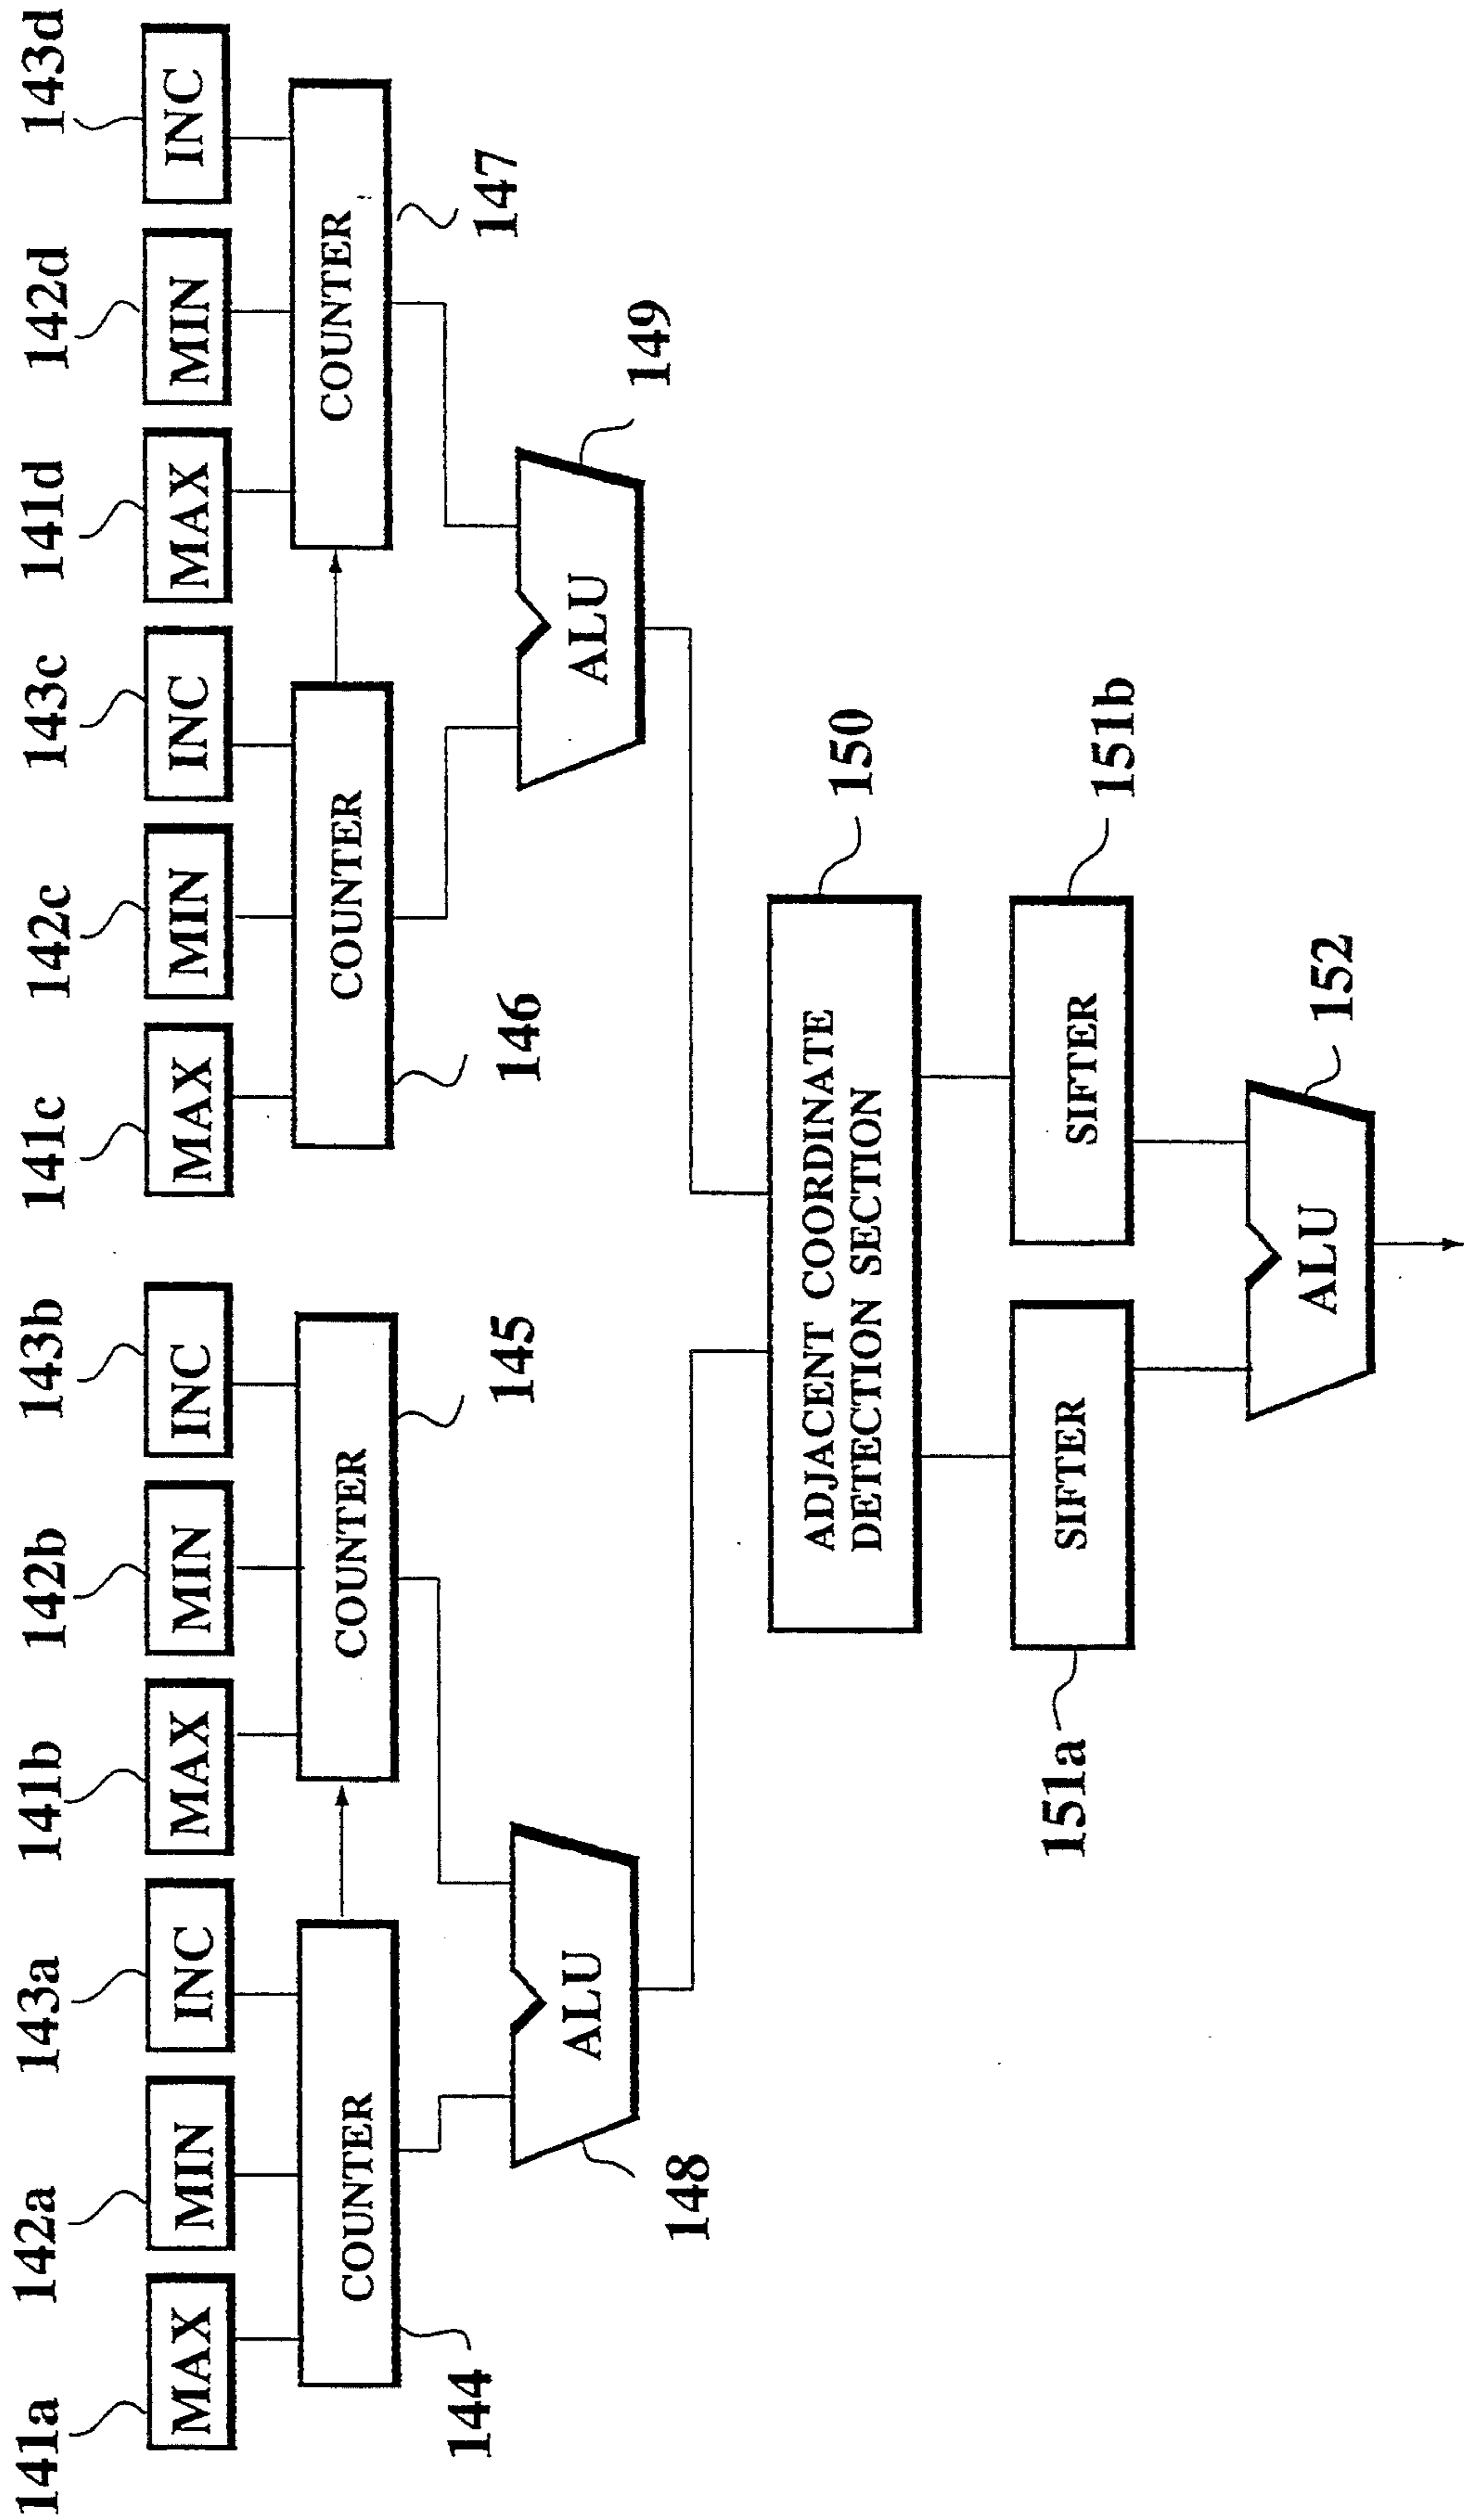 141a 142a 143a 141b 142b 143b 141c 142c 143c 141d 142d 143d
MAX MIN INC MAX MIN INC MAX MIN INC MAX MIN INC
COUNTER COUNTER COUNTER COUNTER
144 145 146 147
ALU ALU
148 149
ADJACENT COORDINATE
DETECTION SECTION
150
SIFTER SIFTER
151a 151b
ALU
152